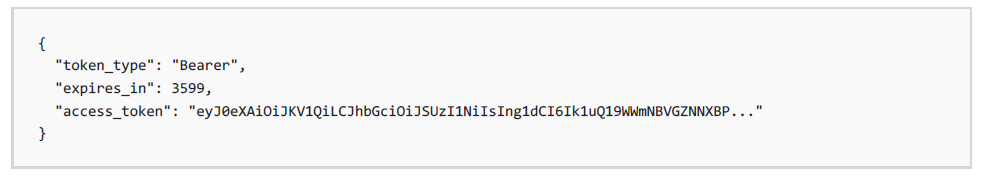 {
"token_type": "Bearer",
"expires_in": 3599,
"access_token": "eyJ0eXAiOiJKV1QiLCJhbGciOiJSUzI1NiIsIng1dCI6Ik1uQ19WWmNBVGZNNXBP..."
}